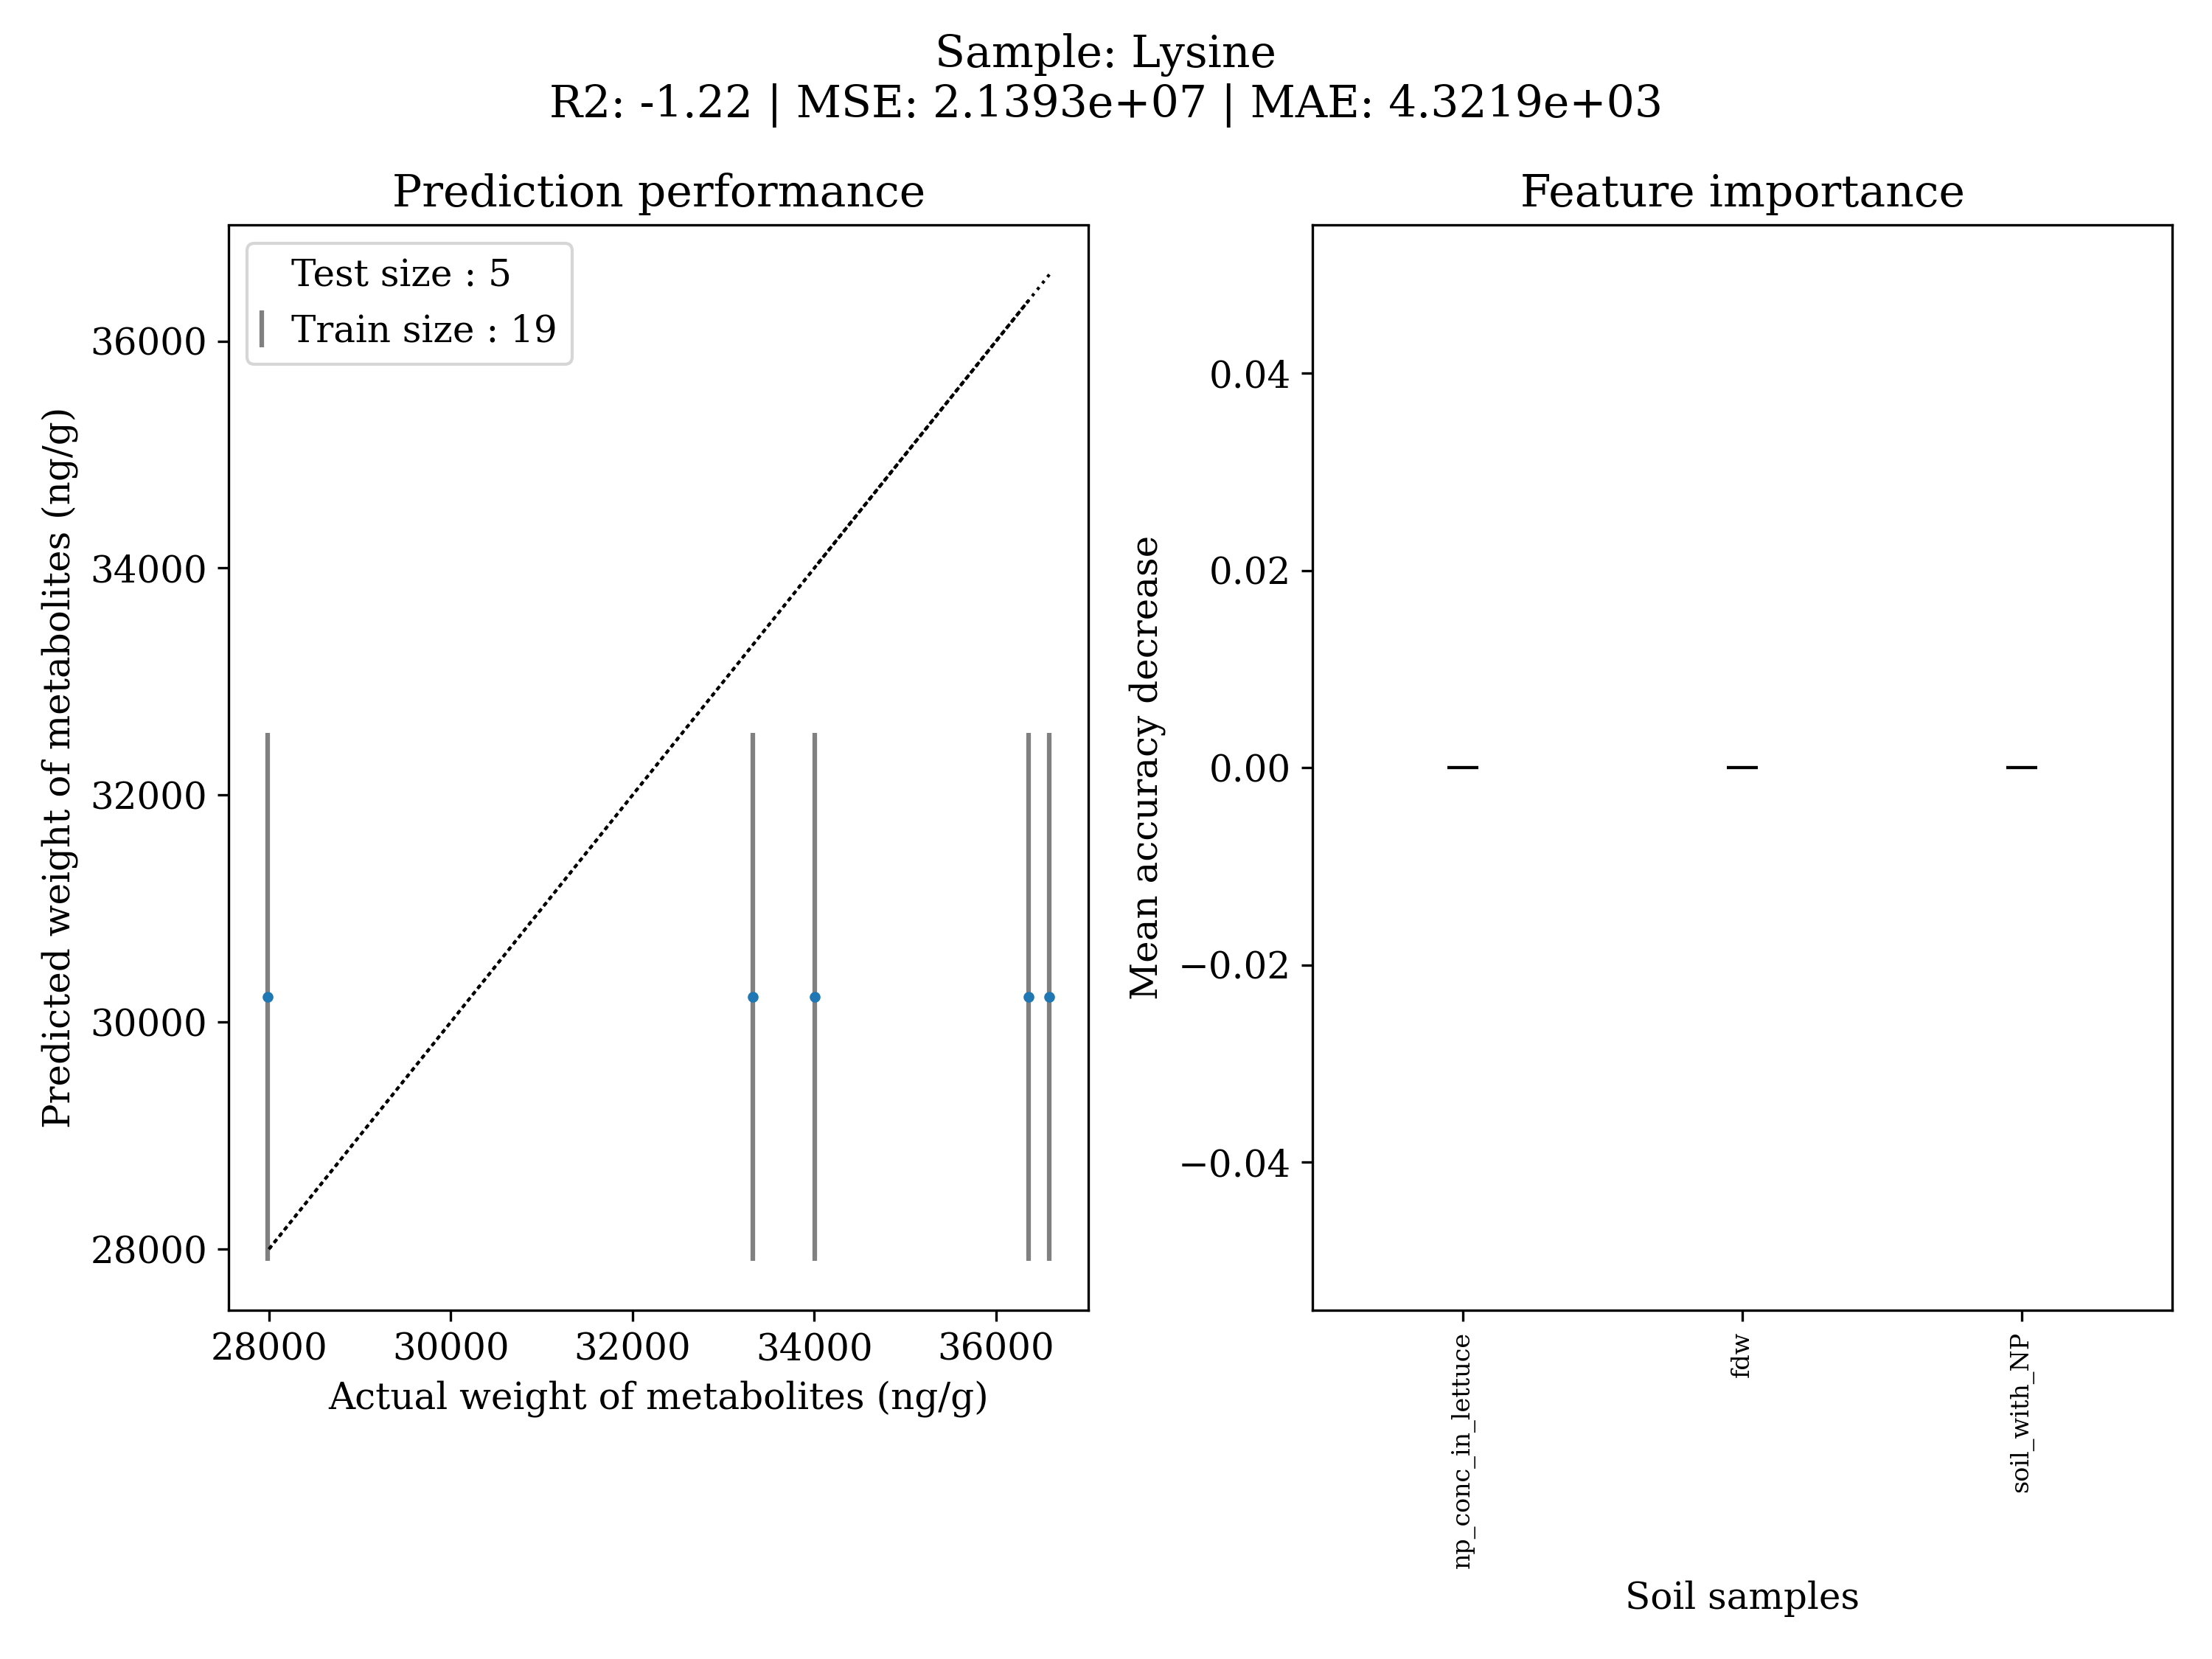 Sample: Lysine
R2: -1.22 | MSE: 2.1393e+07 | MAE: 4.3219e+03
Prediction performance
Test size : 5
Train size : 19
Predicted weight of metabolites (ng/g)
36000
34000
32000
30000
28000
28000 30000 32000 34000 36000
Actual weight of metabolites (ng/g)
Feature importance
Mean accuracy decrease
0.04
0.02
0.00
−0.02
−0.04
np_conc_in_lettuce
fdw
soil_with_NP
Soil samples